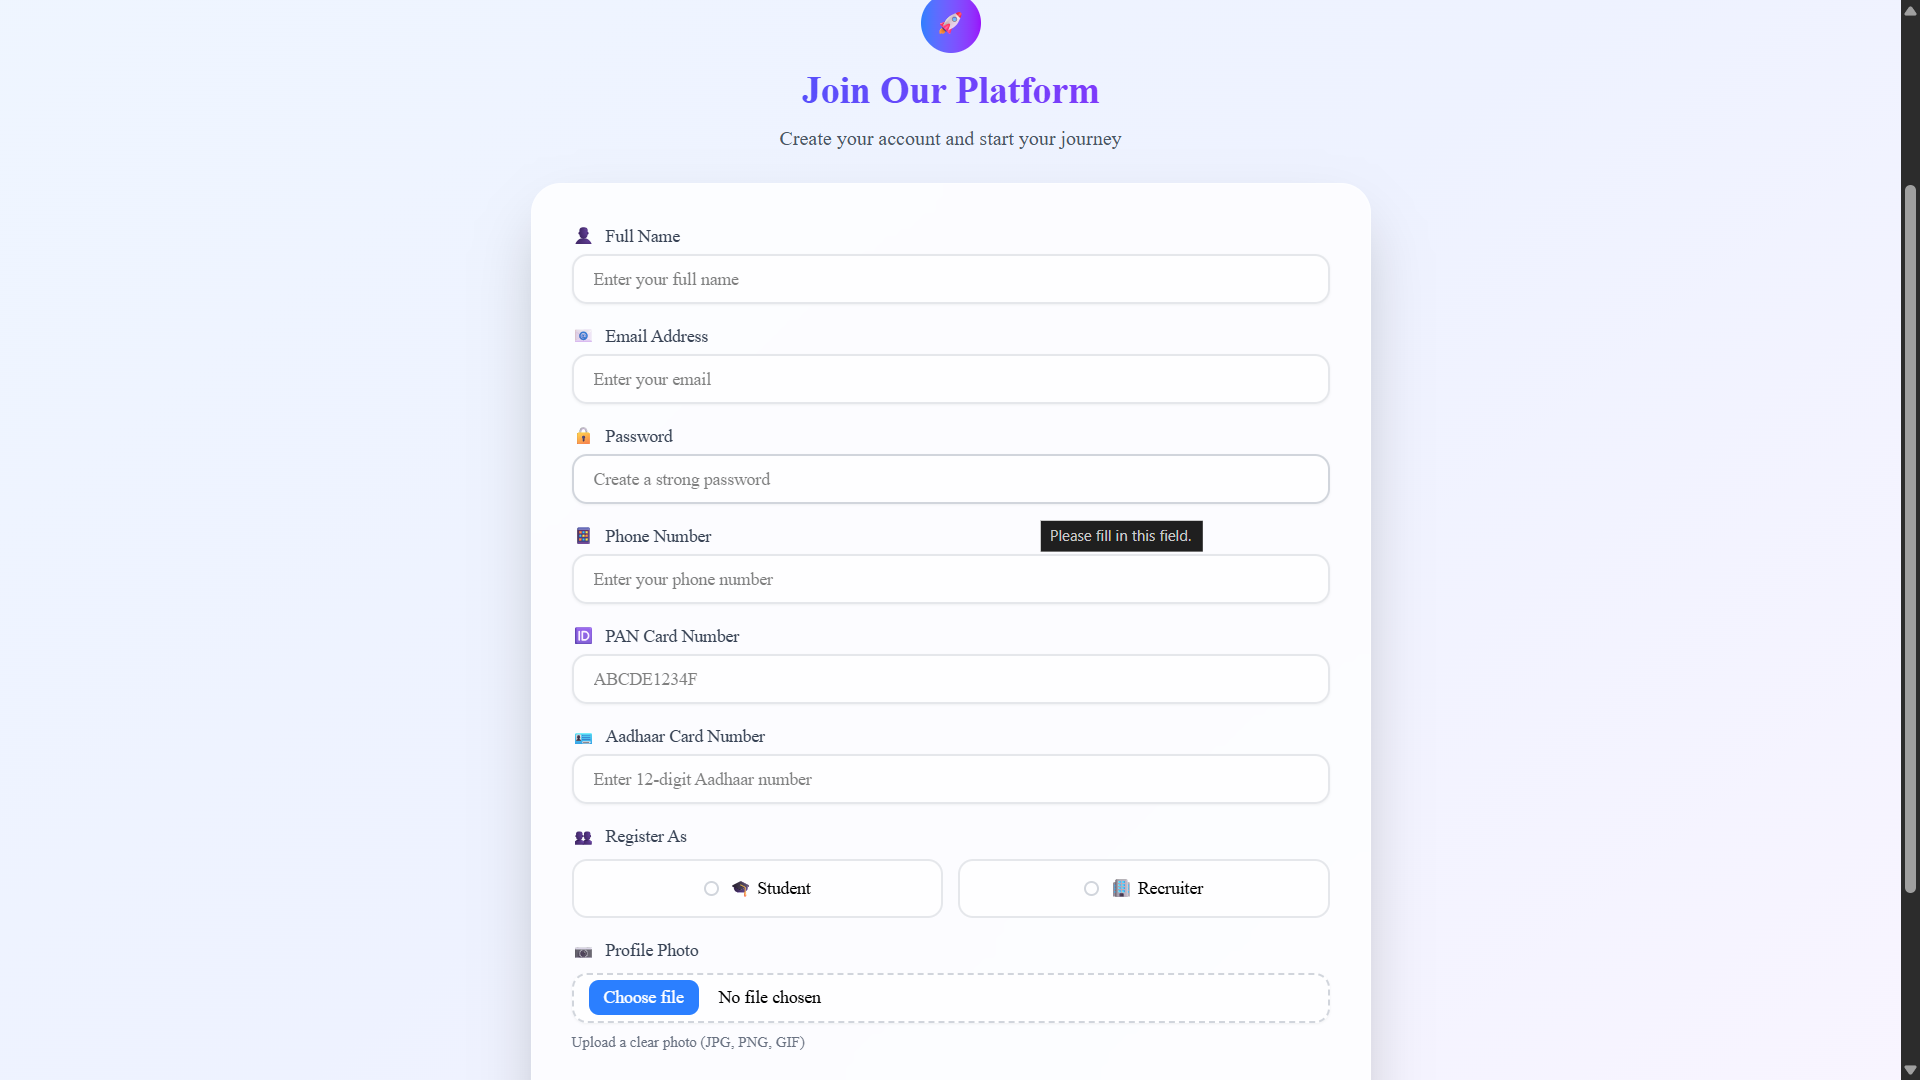 Join Our Platform
Create your account and start your journey
Full Name
Enter your full name
Email Address
Enter your email
Password
Create a strong password
Phone Number
Please fill in this field.
Enter your phone number
PAN Card Number
ABCDE1234F
Aadhaar Card Number
Enter 12-digit Aadhaar number
Register As
Student
Recruiter
Profile Photo
Choose file No file chosen
Upload a clear photo (JPG, PNG, GIF)